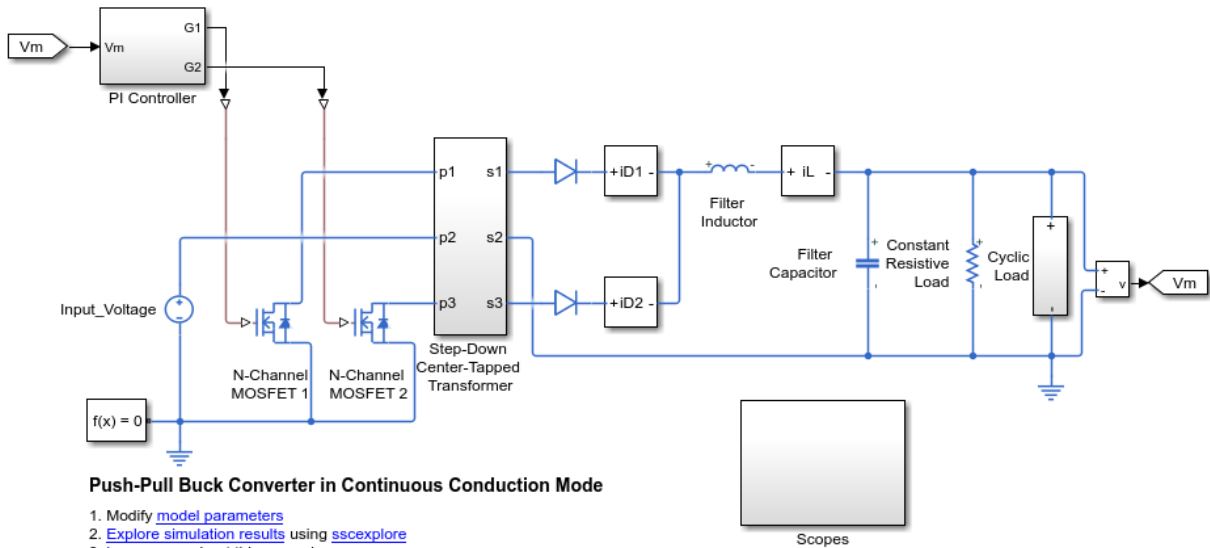 Vm
Vm
G1
G2
PI Controller
p1
s1
+iD1 -
+ -
+ iL -
Filter
Inductor
p2
s2
Filter
Capacitor
+
-
Constant
Resistive
Load
+
-
Cyclic
Load
+
-
+
-
v
Vm
Input_Voltage
+
−
p3
s3
+iD2 -
N-Channel
MOSFET 1
N-Channel
MOSFET 2
Step-Down
Center-Tapped
Transformer
f(x) = 0
Push-Pull Buck Converter in Continuous Conduction Mode
1. Modify model parameters
2. Explore simulation results using sscexplore
Scopes